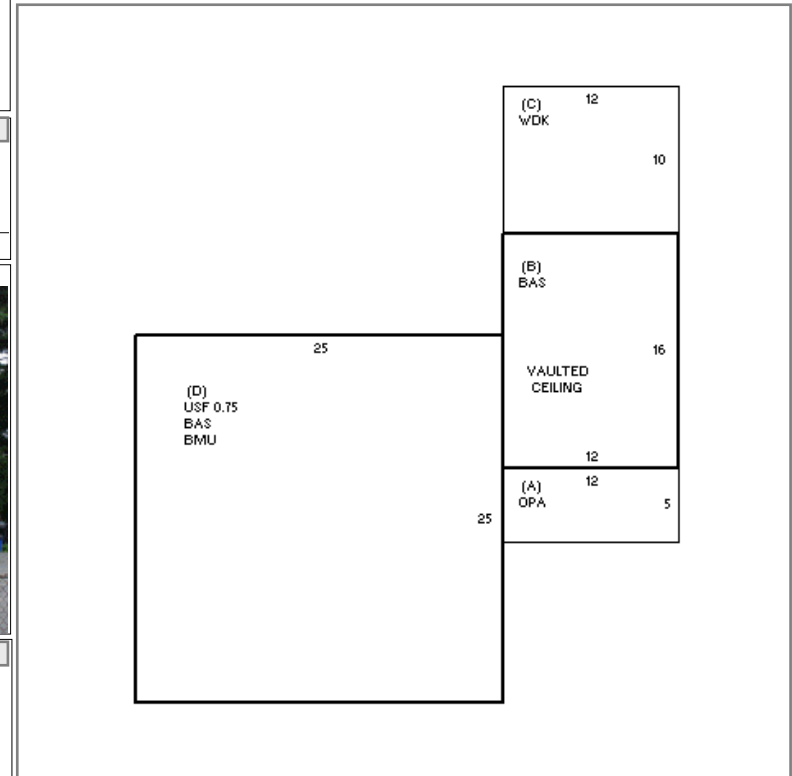 (C)
WDK
12
10
(B)
BAS
16
VAULTED
CEILING
12
25
(D)
USF 0.75
BAS
BMU
25
(A)
OPA
12
5